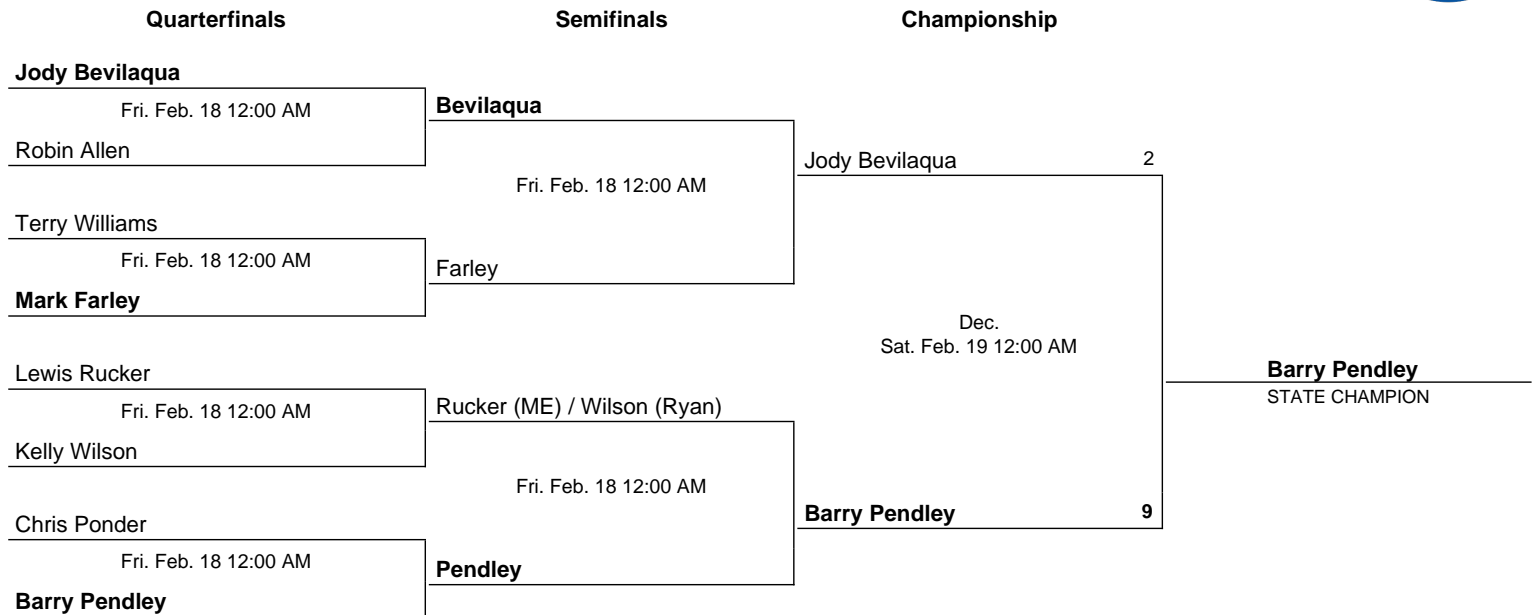 Quarterfinals
Semifinals
Championship
Jody Bevilaqua
Fri. Feb. 18 12:00 AM
Robin Allen
Terry Williams
Fri. Feb. 18 12:00 AM
Mark Farley
Lewis Rucker
Fri. Feb. 18 12:00 AM
Kelly Wilson
Chris Ponder
Fri. Feb. 18 12:00 AM
Barry Pendley
Bevilaqua
Fri. Feb. 18 12:00 AM
Farley
Rucker (ME) / Wilson (Ryan)
Fri. Feb. 18 12:00 AM
Pendley
Jody Bevilaqua 2
Dec.
Sat. Feb. 19 12:00 AM
Barry Pendley 9
Barry Pendley
STATE CHAMPION